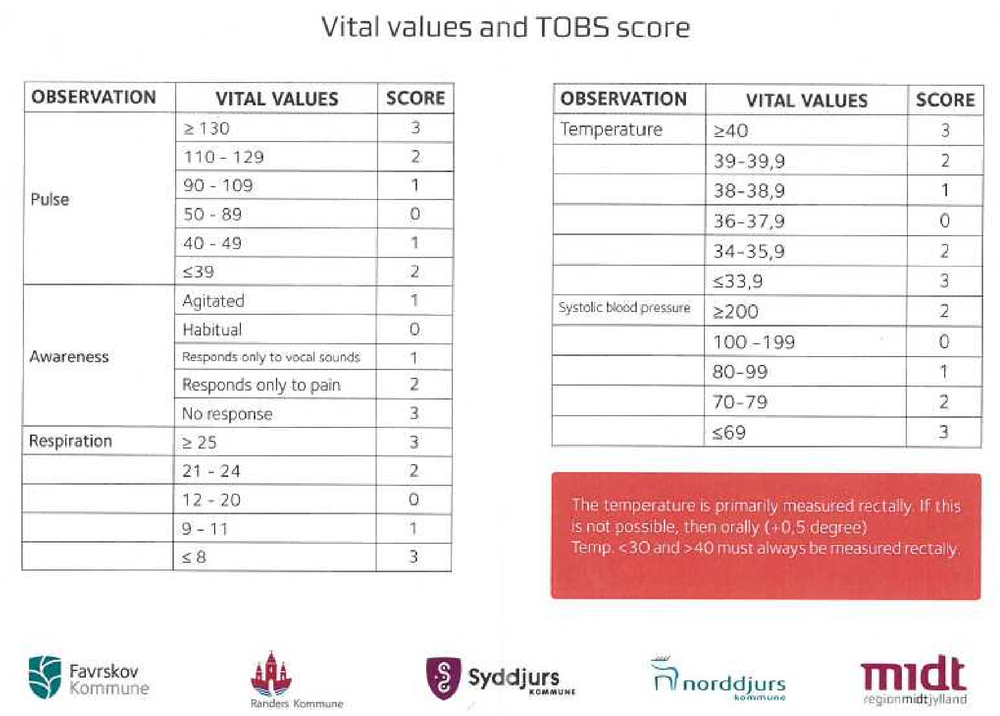 Vital values and TOBS score
OBSERVATION VITAL VALUES SCORE
Pulse
≥ 130 3
110 – 129 2
90 - 109 1
50 - 89 0
40 - 49 1
≤39 2
Awareness
Agitated 1
Habitual 0
Responds only to vocal sounds 1
Responds only to pain 2
No response 3
Respiration ≥ 25 3
21 - 24 2
12 - 20 0
9 - 11 1
≤ 8 3
OBSERVATION VITAL VALUES SCORE
Temperature ≥40 3
39–39,9 2
38–38,9 1
36–37,9 0
34–35,9 2
≤33,9 3
Systolic blood pressure ≥200 2
100 –199 0
80–99 1
70–79 2
≤69 3
The temperature is primarily measured rectally. If this
is not possible, then orally (+0,5 degree)
Temp. <30 and >40 must always be measured rectally.
Favrskov
Kommune
Randers Kommune
Syddjurs
KOMMUNE
norddjurs
kommune
midt
regionmidtjylland